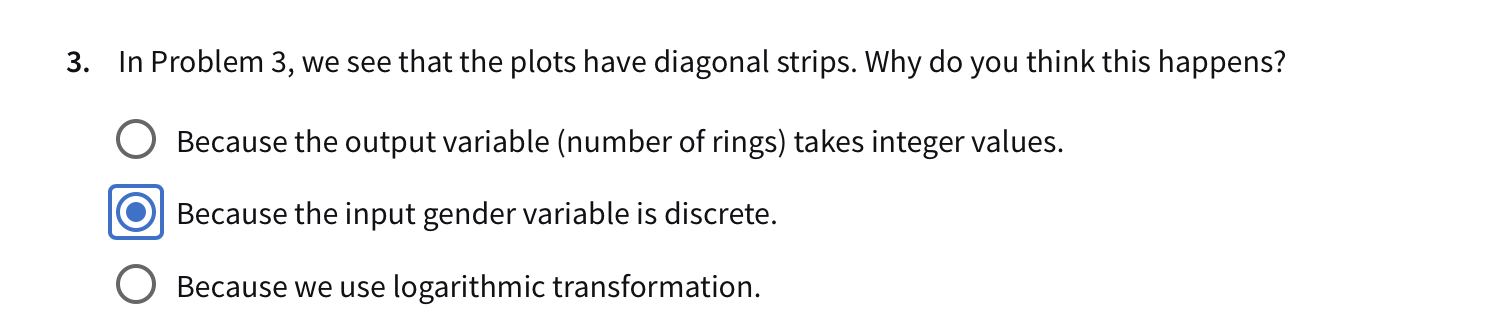 3. In Problem 3, we see that the plots have diagonal strips. Why do you think this happens?
Because the output variable (number of rings) takes integer values.
Because the input gender variable is discrete.
Because we use logarithmic transformation.